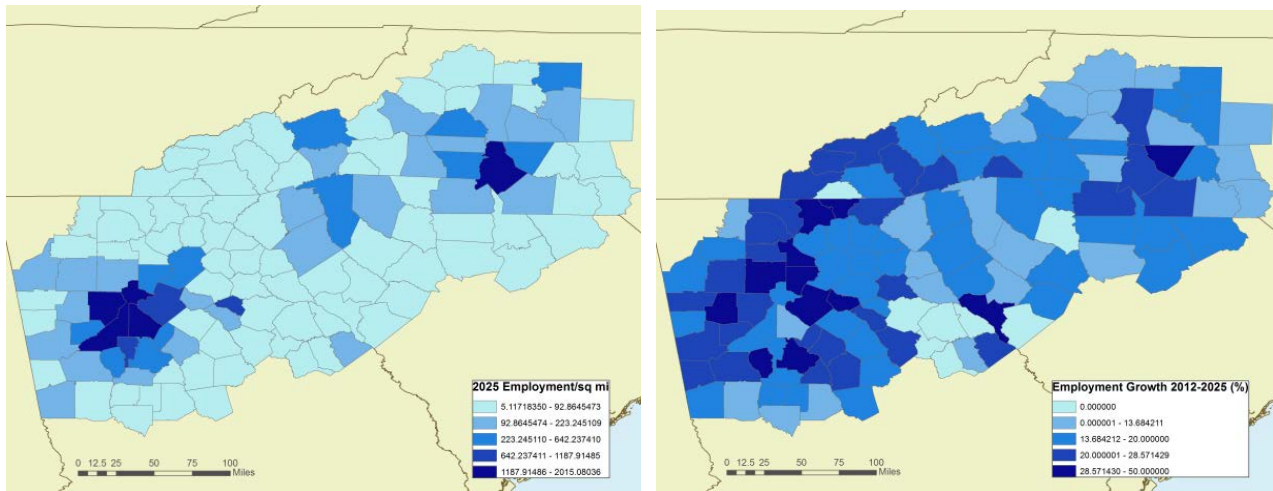 2025 Employment/sq mi
5.11718350 - 92.8645473
92.8645474 - 223.245109
223.245110 - 642.237410
642.237411 - 1187.91485
1187.91486 - 2015.08036
0 12.5 25 50 75 100
Miles
Employment Growth 2012-2025 (%)
0.000000
0.000001 - 13.684211
13.684212 - 20.000000
20.000001 - 28.571429
28.571430 - 50.000000
0 12.5 25 50 75 100
Miles